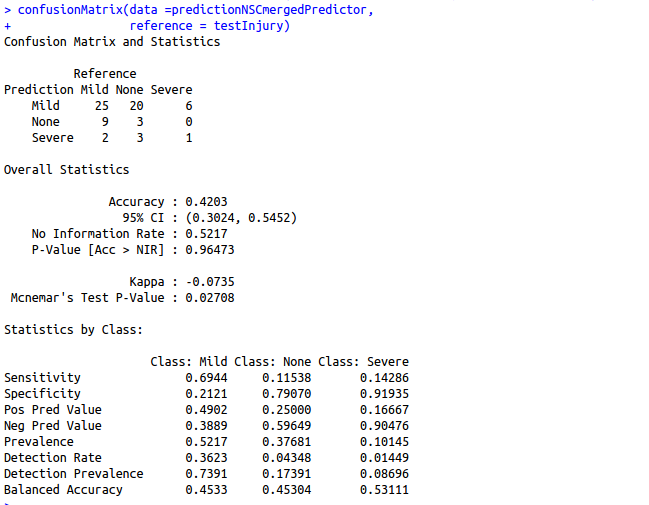 > confusionMatrix(data =predictionNSCmergedPredictor,
+                 reference = testInjury)
Confusion Matrix and Statistics

          Reference
Prediction Mild None Severe
    Mild     25   20      6
    None      9    3      0
    Severe    2    3      1

Overall Statistics

               Accuracy : 0.4203
                 95% CI : (0.3024, 0.5452)
    No Information Rate : 0.5217
    P-Value [Acc > NIR] : 0.96473

                  Kappa : -0.0735
 Mcnemar's Test P-Value : 0.02708

Statistics by Class:

                     Class: Mild Class: None Class: Severe
Sensitivity               0.6944     0.11538       0.14286
Specificity               0.2121     0.79070       0.91935
Pos Pred Value            0.4902     0.25000       0.16667
Neg Pred Value            0.3889     0.59649       0.90476
Prevalence                0.5217     0.37681       0.10145
Detection Rate            0.3623     0.04348       0.01449
Detection Prevalence      0.7391     0.17391       0.08696
Balanced Accuracy         0.4533     0.45304       0.53111